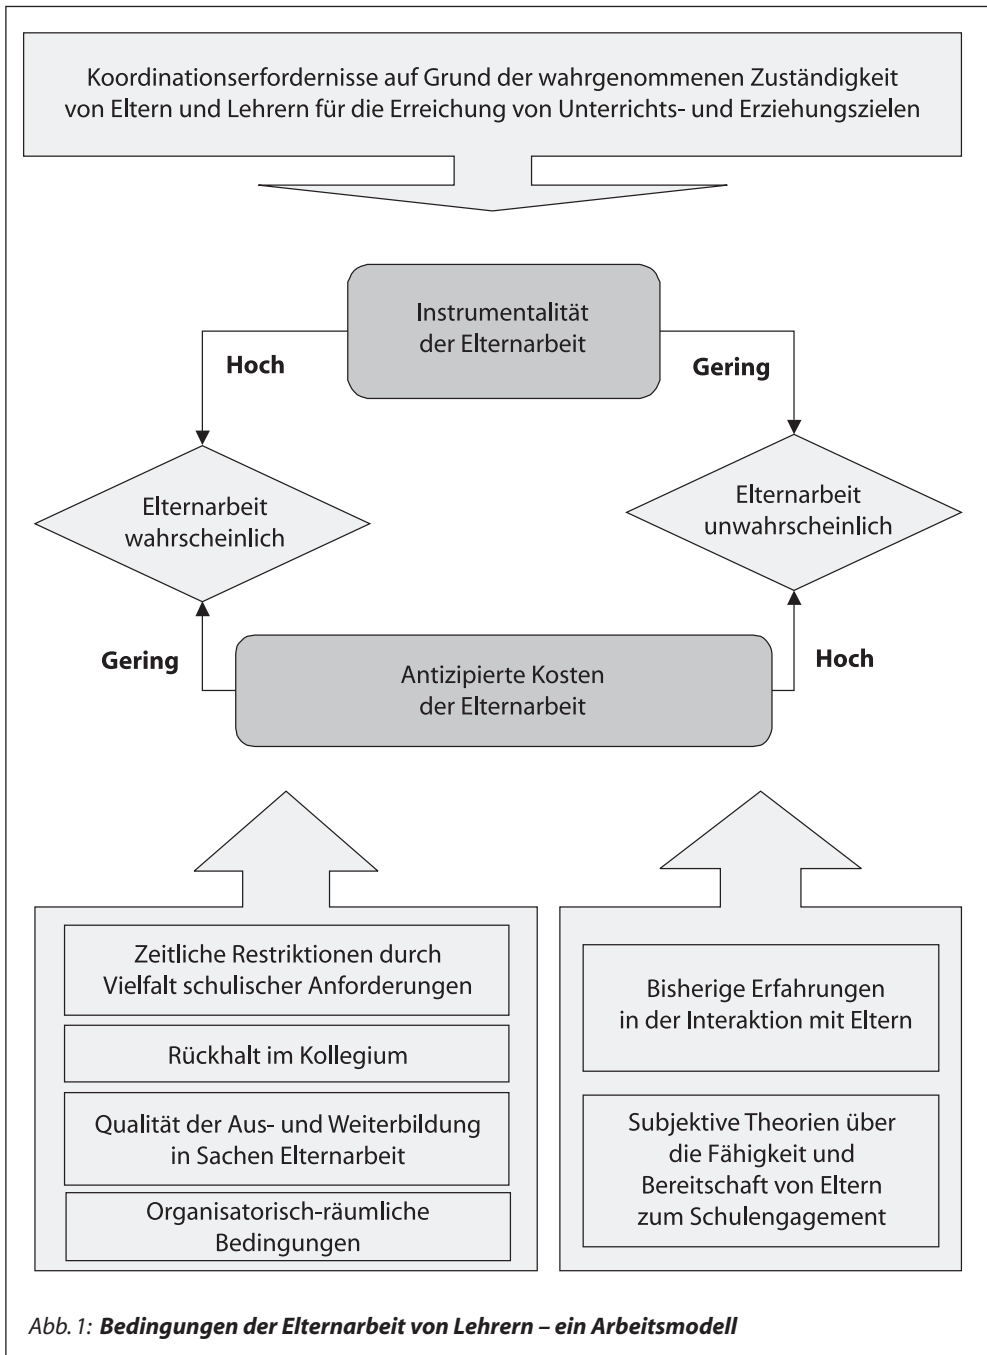 Koordinationserfordernisse auf Grund der wahrgenommenen Zuständigkeit
von Eltern und Lehrern für die Erreichung von Unterrichts- und Erziehungszielen
Instrumentalität
der Elternarbeit
Hoch
Gering
Elternarbeit
wahrscheinlich
Elternarbeit
unwahrscheinlich
Gering
Hoch
Antizipierte Kosten
der Elternarbeit
Zeitliche Restriktionen durch
Vielfalt schulischer Anforderungen
Rückhalt im Kollegium
Qualität der Aus- und Weiterbildung
in Sachen Elternarbeit
Organisatorisch-räumliche
Bedingungen
Bisherige Erfahrungen
in der Interaktion mit Eltern
Subjektive Theorien über
die Fähigkeit und
Bereitschaft von Eltern
zum Schulengagement
Abb. 1: Bedingungen der Elternarbeit von Lehrern – ein Arbeitsmodell